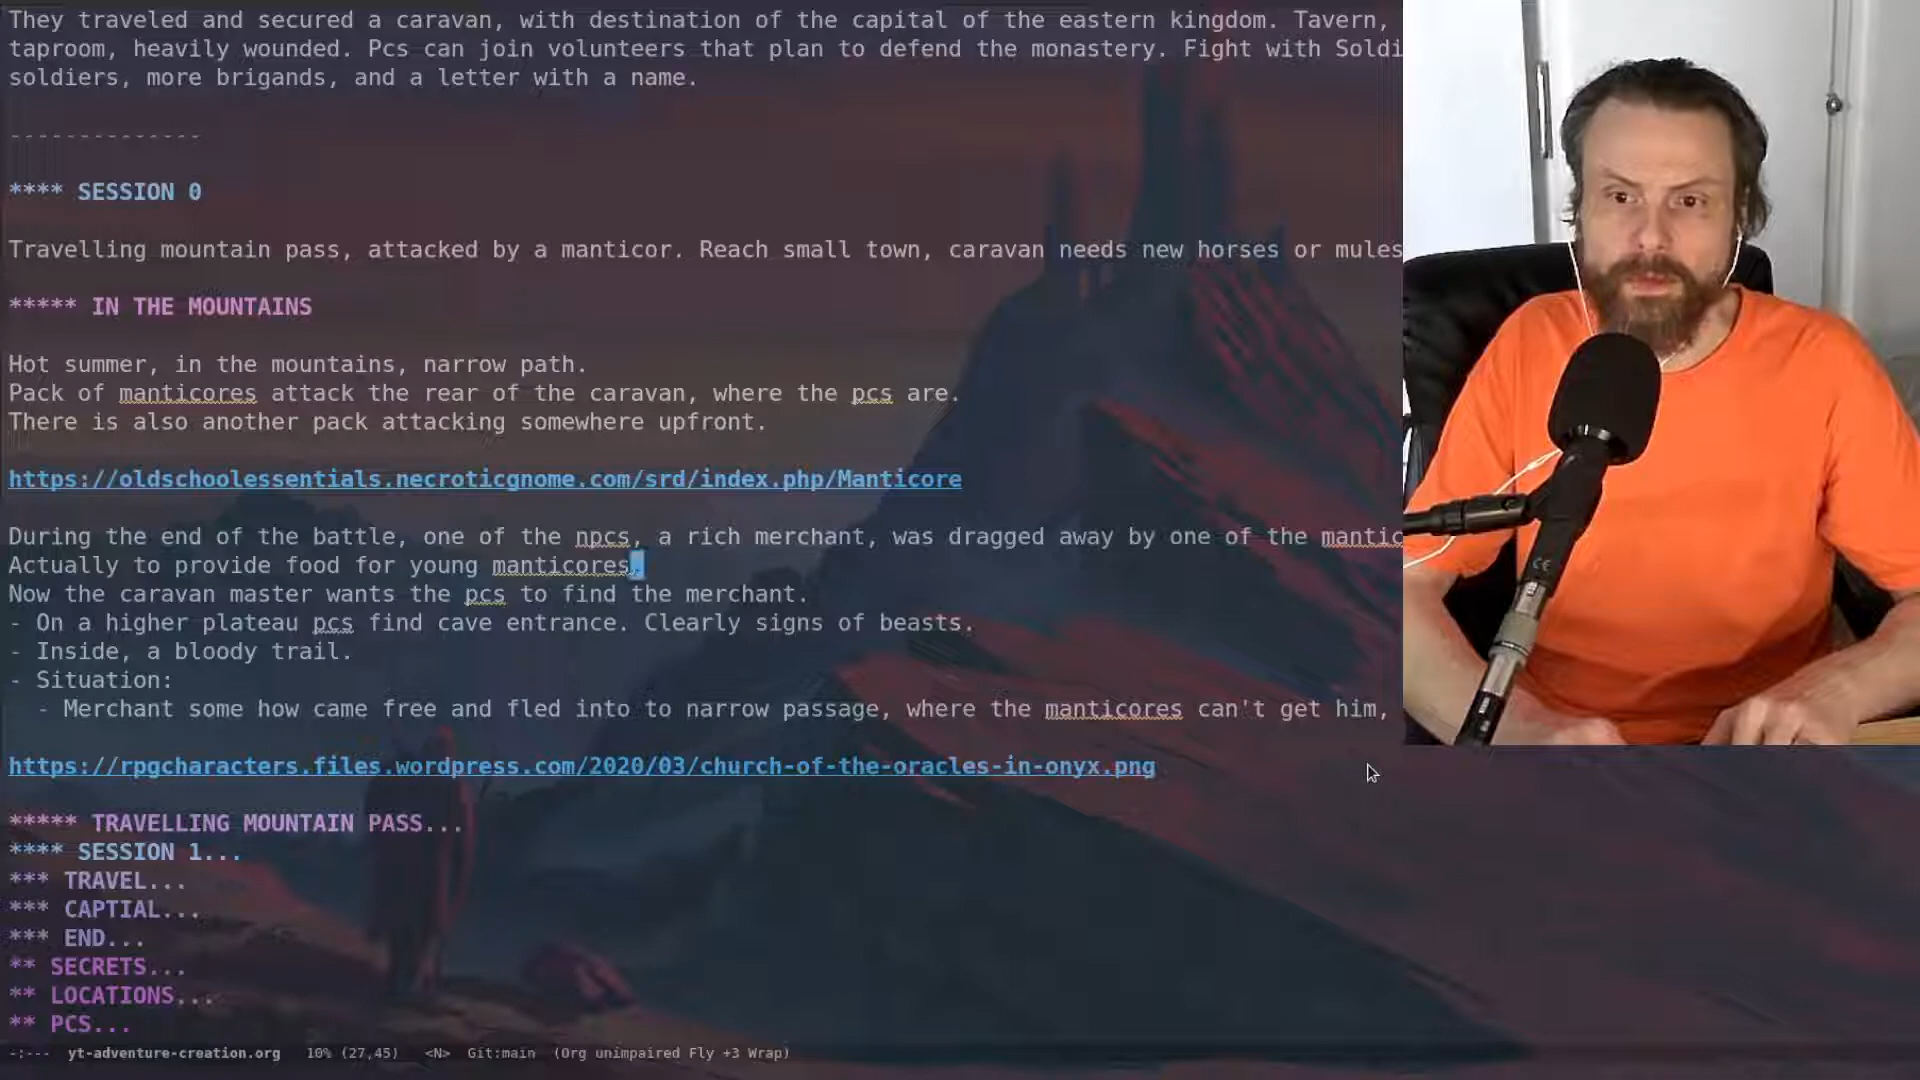 They traveled and secured a caravan, with destination of the capital of the eastern kingdom. Tavern,
taproom, heavily wounded. Pcs can join volunteers that plan to defend the monastery. Fight with Soldi
soldiers, more brigands, and a letter with a name.
--------------
**** SESSION 0
Travelling mountain pass, attacked by a manticor. Reach small town, caravan needs new horses or mules
***** IN THE MOUNTAINS
Hot summer, in the mountains, narrow path.
Pack of manticores attack the rear of the caravan, where the pcs are.
There is also another pack attacking somewhere upfront.
https://oldschoolessentials.necroticgnome.com/srd/index.php/Manticore
During the end of the battle, one of the npcs, a rich merchant, was dragged away by one of the mantic
Actually to provide food for young manticores.
Now the caravan master wants the pcs to find the merchant.
- On a higher plateau pcs find cave entrance. Clearly signs of beasts.
- Inside, a bloody trail.
- Situation:
- Merchant some how came free and fled into to narrow passage, where the manticores can't get him,
https://rpgcharacters.files.wordpress.com/2020/03/church-of-the-oracles-in-onyx.png
***** TRAVELLING MOUNTAIN PASS...
**** SESSION 1...
*** TRAVEL...
*** CAPTIAL...
*** END...
** SECRETS...
** LOCATIONS...
** PCS...
-:--- yt-adventure-creation.org 10% (27,45) <N> Git:main (Org unimpaired Fly +3 Wrap)